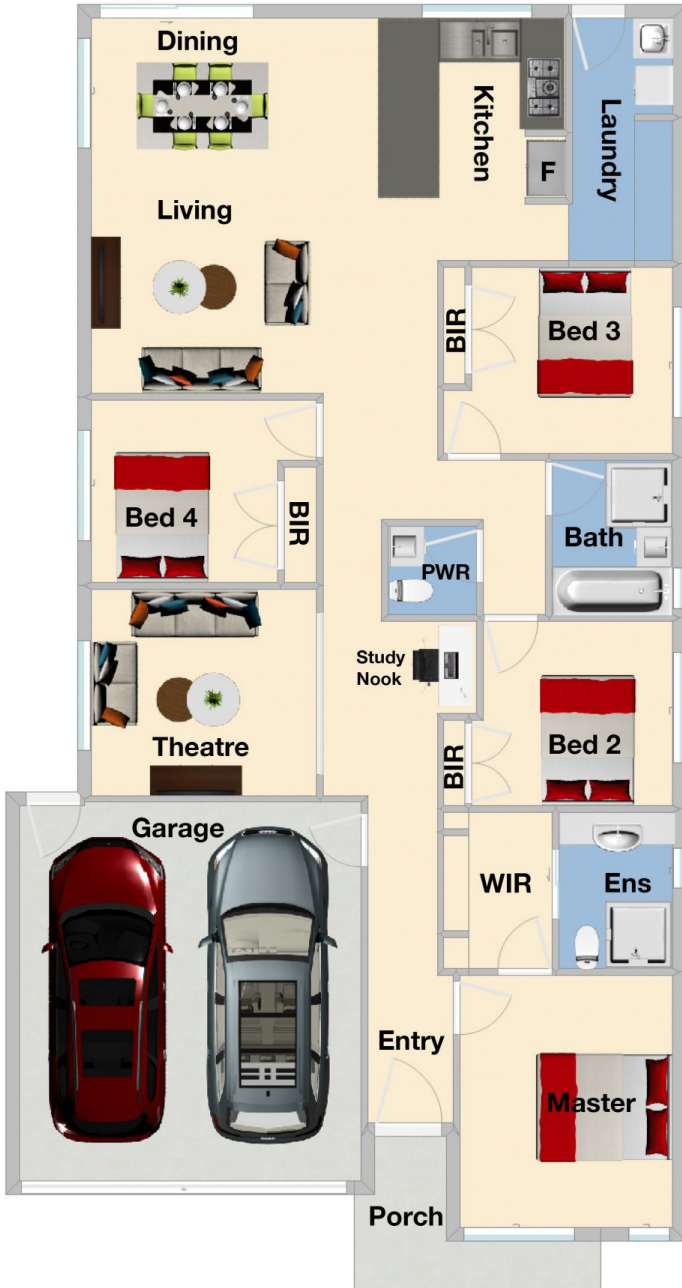 Dining
Kitchen
Laundry
F
Living
BIR
Bed 3
Bed 4
BIR
Bath
PWR
Study
Nook
Theatre
BIR
Bed 2
Garage
WIR
Ens
Entry
Master
Porch